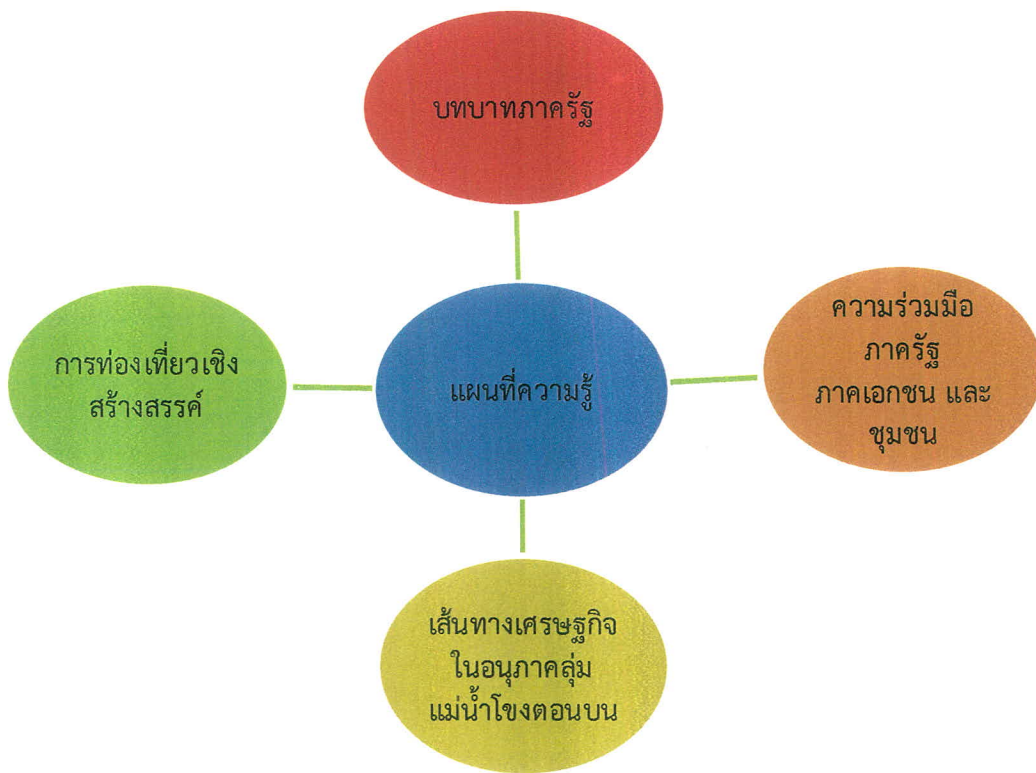 บทบาทภาครัฐ
การท่องเที่ยวเชิง
สร้างสรรค์
แผนที่ความรู้
ความร่วมมือ
ภาครัฐ
ภาคเอกชน และ
ชุมชน
เส้นทางเศรษฐกิจ
ในอนุภาคลุ่ม
แม่น้ำโขงตอนบน